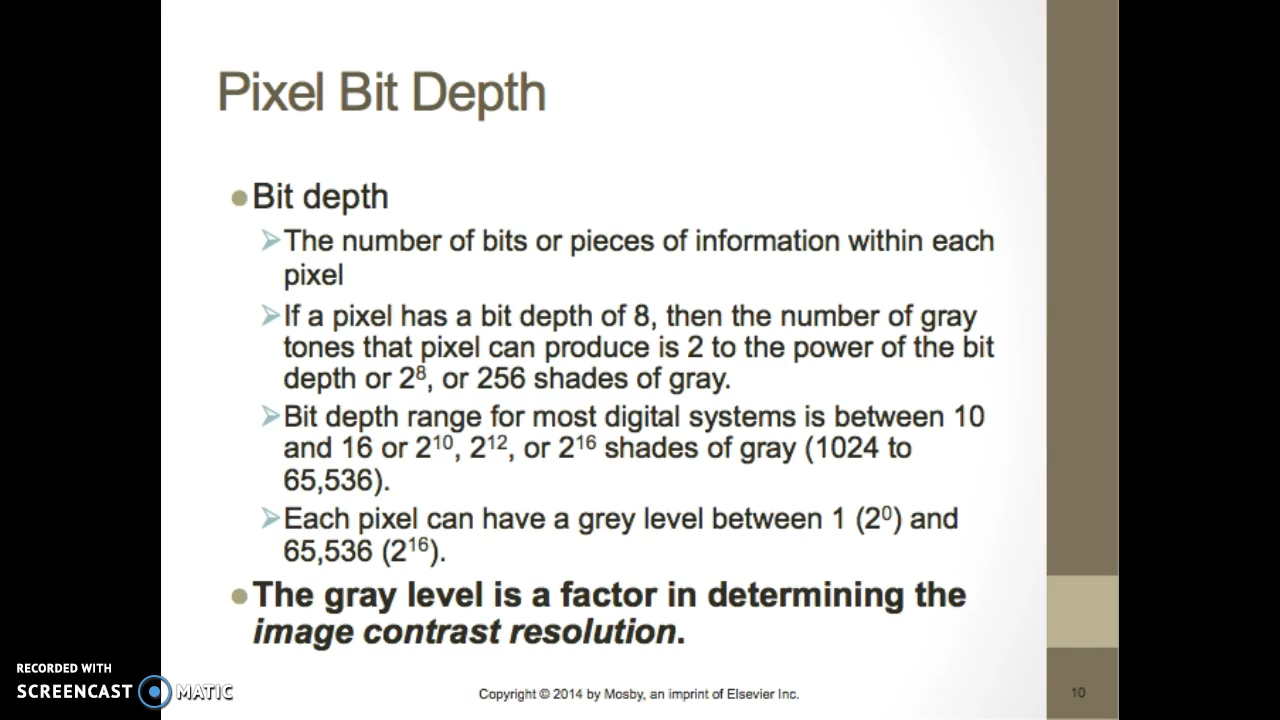 Pixel Bit Depth
Bit depth
The number of bits or pieces of information within each
pixel
If a pixel has a bit depth of 8, then the number of gray
tones that pixel can produce is 2 to the power of the bit
depth or 2⁸, or 256 shades of gray.
Bit depth range for most digital systems is between 10
and 16 or 2¹⁰, 2¹², or 2¹⁶ shades of gray (1024 to
65,536).
Each pixel can have a grey level between 1 (2⁰) and
65,536 (2¹⁶).
The gray level is a factor in determining the
image contrast resolution.
RECORDED WITH
SCREENCAST MATIC
Copyright © 2014 by Mosby, an imprint of Elsevier Inc.
10